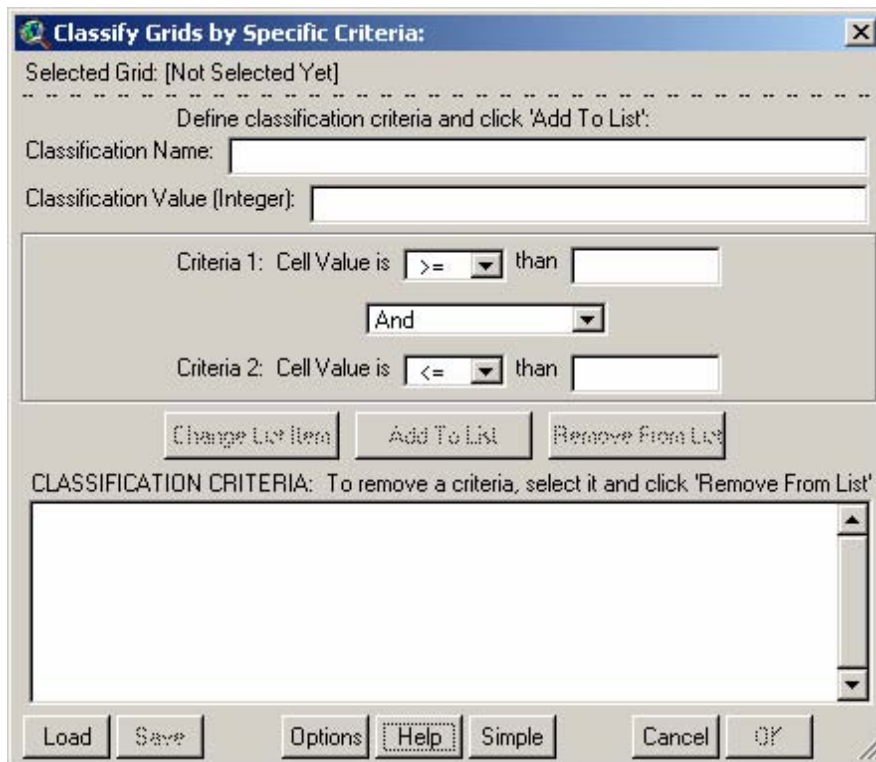 Classify Grids by Specific Criteria:
Selected Grid: [Not Selected Yet]
Define classification criteria and click 'Add To List':
Classification Name:
Classification Value (Integer):
Criteria 1: Cell Value is >= than
And
Criteria 2: Cell Value is <= than
Change List Item Add To List Remove From List
CLASSIFICATION CRITERIA: To remove a criteria, select it and click 'Remove From List'
Load Save Options Help Simple Cancel OK